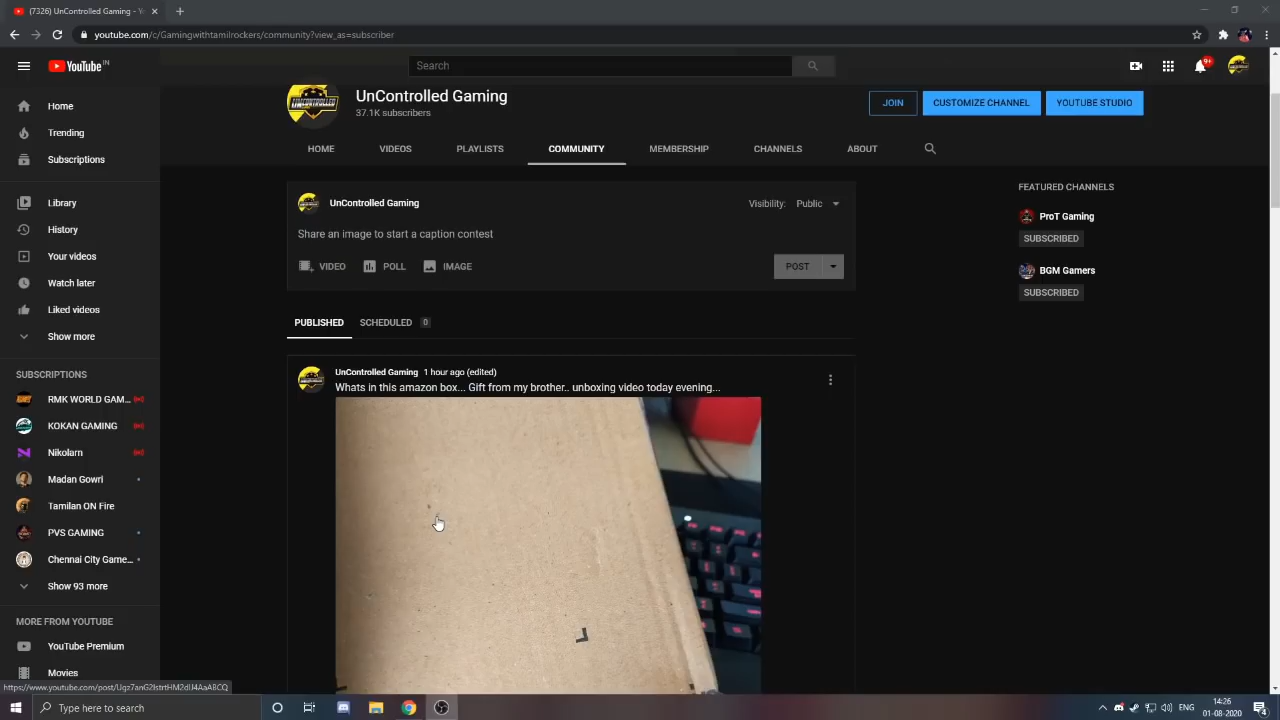 (7326) UnControlled Gaming - Y
youtube.com/c/Gamingwithtamilrockers/community?view_as=subscriber
YouTube IN
Search
9+
Home
Trending
Subscriptions
Library
History
Your videos
Watch later
Liked videos
Show more
SUBSCRIPTIONS
RMK WORLD GAM...
KOKAN GAMING
Nikolarn
Madan Gowri
Tamilan ON Fire
PVS GAMING
Chennai City Game...
Show 93 more
MORE FROM YOUTUBE
YouTube Premium
Movies
UNCONTROLLED
UnControlled Gaming
37.1K subscribers
JOIN
CUSTOMIZE CHANNEL
YOUTUBE STUDIO
HOME
VIDEOS
PLAYLISTS
COMMUNITY
MEMBERSHIP
CHANNELS
ABOUT
UnControlled Gaming
Visibility: Public
Share an image to start a caption contest
VIDEO
POLL
IMAGE
POST
PUBLISHED
SCHEDULED 0
UnControlled Gaming 1 hour ago (edited)
Whats in this amazon box... Gift from my brother.. unboxing video today evening...
FEATURED CHANNELS
ProT Gaming
SUBSCRIBED
BGM Gamers
SUBSCRIBED
Type here to search
ENG
14:26
01-08-2020
4